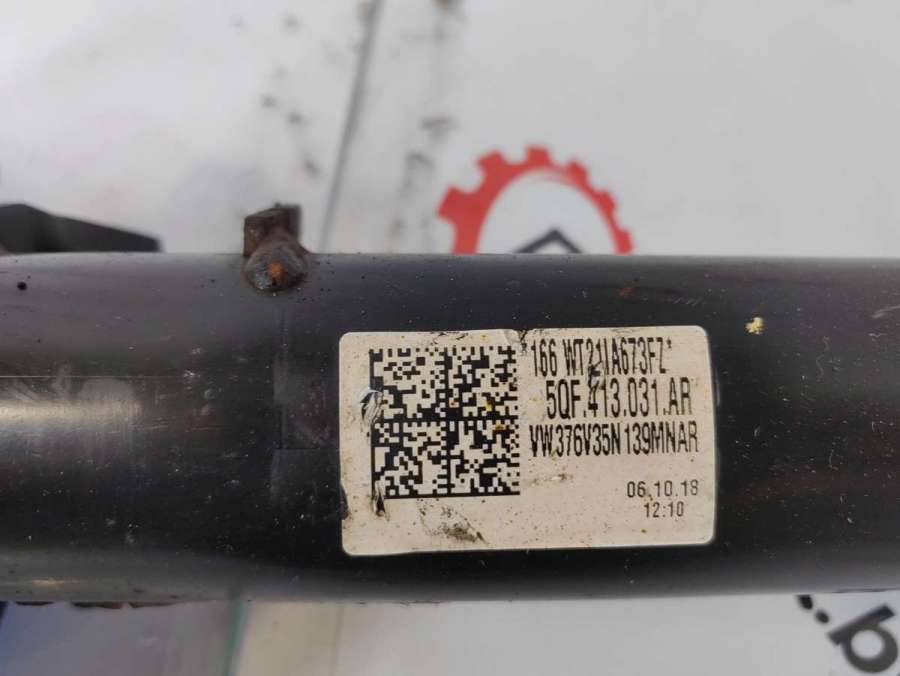 *166 WT21IA673FZ*
5QF.413.031.AR
VW376V35N139MNAR
06.10.18
12:10
b..